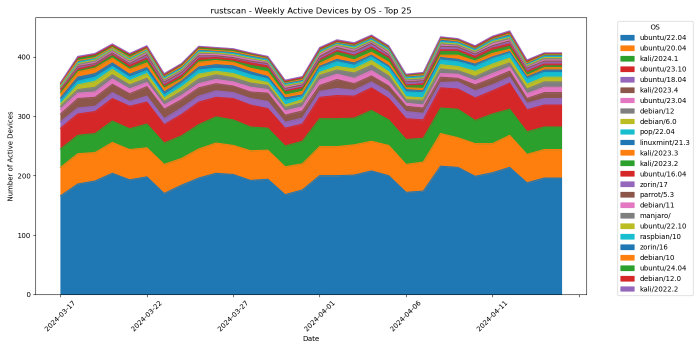 rustscan - Weekly Active Devices by OS - Top 25
Number of Active Devices
400
300
200
100
0
2024-03-17
2024-03-22
2024-03-27
2024-04-01
2024-04-06
2024-04-11
Date
OS
ubuntu/22.04
ubuntu/20.04
kali/2024.1
ubuntu/23.10
ubuntu/18.04
kali/2023.4
ubuntu/23.04
debian/12
debian/6.0
pop/22.04
linuxmint/21.3
kali/2023.3
kali/2023.2
ubuntu/16.04
zorin/17
parrot/5.3
debian/11
manjaro/
ubuntu/22.10
raspbian/10
zorin/16
debian/10
ubuntu/24.04
debian/12.0
kali/2022.2